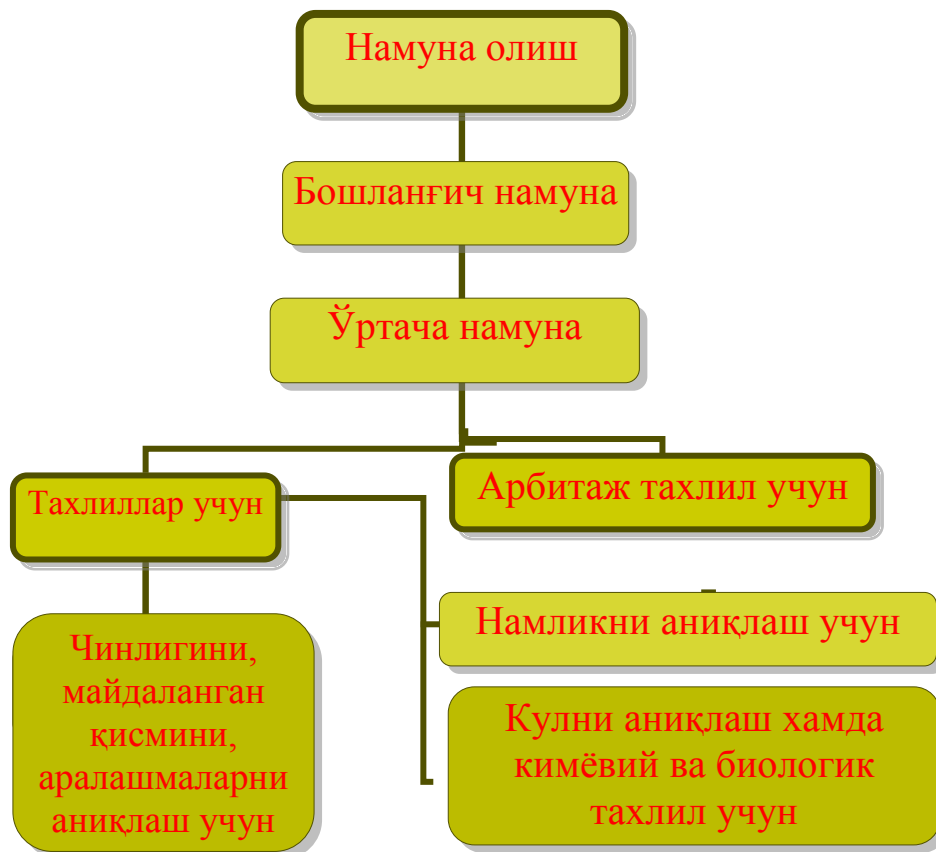 Намуна олиш
Бошланғич намуна
Ўртача намуна
Тахлиллар учун
Арбитаж тахлил учун
Чинлигини,
майдаланган
қисмини,
аралашмаларни
аниқлаш учун
Намликни аниқлаш учун
Кулни аниқлаш хамда
кимёвий ва биологик
тахлил учун